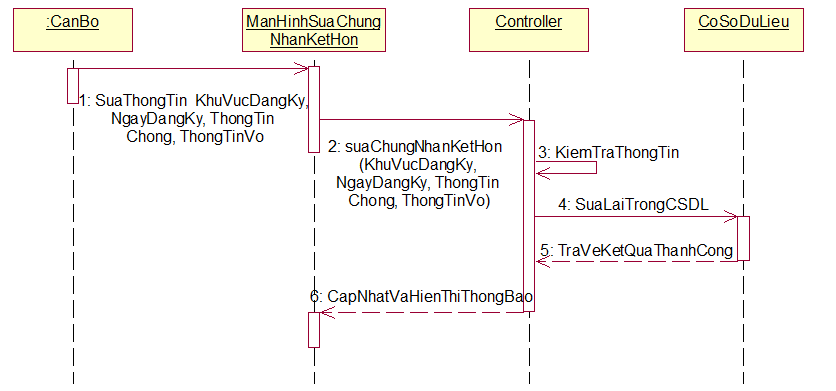 :CanBo
ManHinhSuaChung
NhanKetHon
Controller
CoSoDuLieu
1: SuaThongTin KhuVucDangKy,
NgayDangKy, ThongTin
Chong, ThongTinVo
2: suaChungNhanKetHon
(KhuVucDangKy,
NgayDangKy, ThongTin
Chong, ThongTinVo)
3: KiemTraThongTin
4: SuaLaiTrongCSDL
5: TraVeKetQuaThanhCong
6: CapNhatVaHienThiThongBao